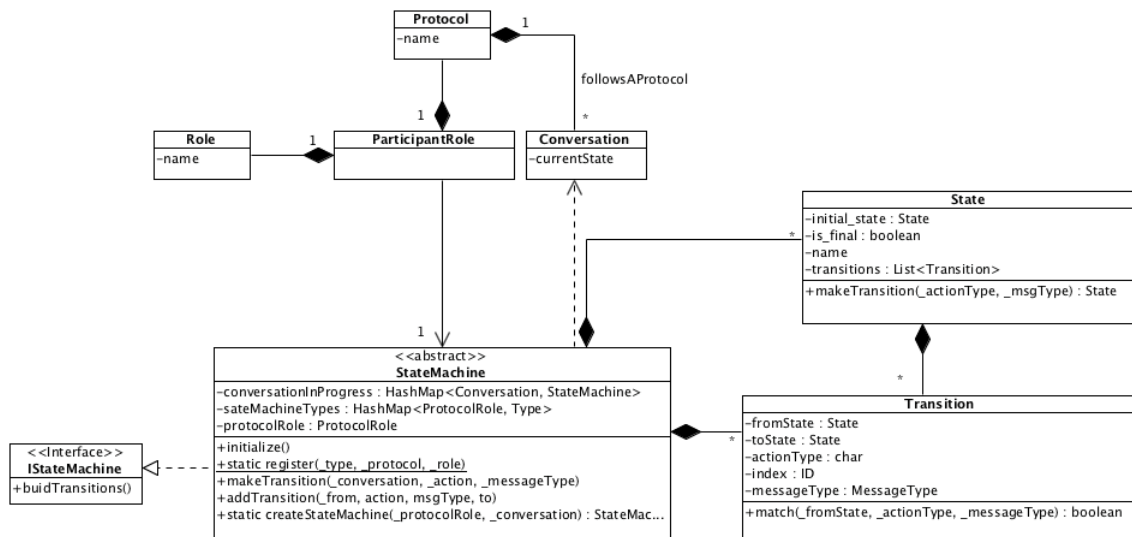 Protocol
-name
1
followsAProtocol
*
1
Role
-name
1
ParticipantRole
Conversation
-currentState
State
-initial_state : State
-is_final : boolean
-name
-transitions : List<Transition>
+makeTransition(_actionType, _msgType) : State
*
1
<<abstract>>
StateMachine
-conversationInProgress : HashMap<Conversation, StateMachine>
-sateMachineTypes : HashMap<ProtocolRole, Type>
-protocolRole : ProtocolRole
+initialize()
+static register(_type, _protocol, _role)
+makeTransition(_conversation, _action, _messageType)
+addTransition(_from, action, msgType, to)
+static createStateMachine(_protocolRole, _conversation) : StateMac...
*
*
Transition
-fromState : State
-toState : State
-actionType : char
-index : ID
-messageType : MessageType
+match(_fromState, _actionType, _messageType) : boolean
<<Interface>>
IStateMachine
+buidTransitions()